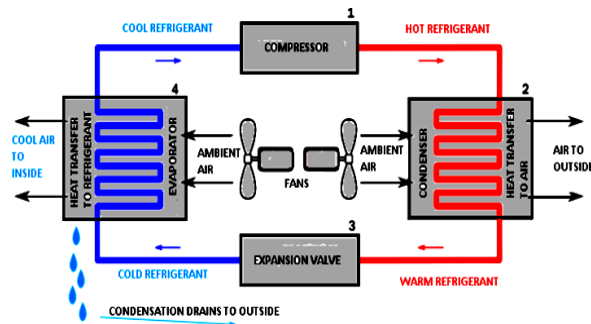 1
COOL REFRIGERANT
HOT REFRIGERANT
COMPRESSOR
4
2
COOL AIR
TO
INSIDE
HEAT TRANSFER
TO REFRIGERANT
EVAPORATOR
AMBIENT
AIR
FANS
AMBIENT
AIR
CONDENSER
HEAT TRANSFER
TO AIR
AIR TO
OUTSIDE
3
COLD REFRIGERANT
EXPANSION VALVE
WARM REFRIGERANT
CONDENSATION DRAINS TO OUTSIDE